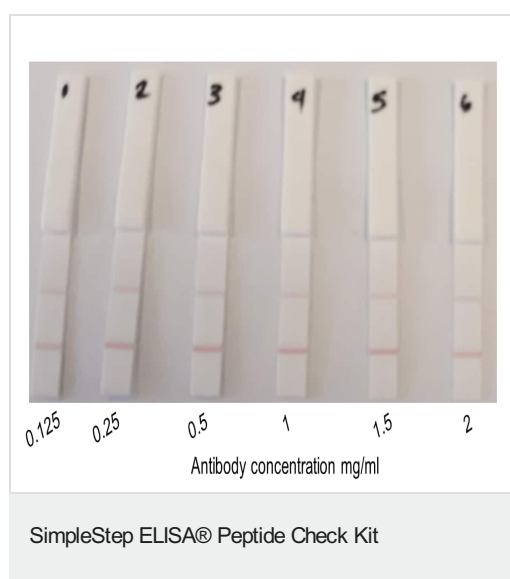 1 2 3 4 5 6
0.125 0.25 0.5 1 1.5 2
Antibody concentration mg/ml
SimpleStep ELISA® Peptide Check Kit